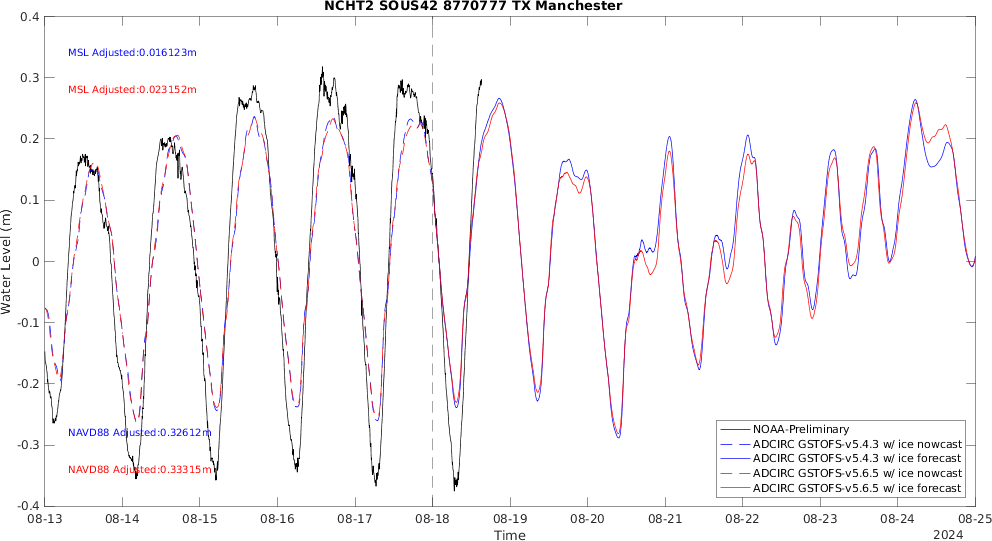 NCHT2 SOUS42 8770777 TX Manchester
0.4
0.3
0.2
0.1
0
-0.1
-0.2
-0.3
-0.4
Water Level (m)
MSL Adjusted:0.016123m
MSL Adjusted:0.023152m
NAVD88 Adjusted:0.32612m
NAVD88 Adjusted:0.33315m
NOAA-Preliminary
ADCIRC GSTOFS-v5.4.3 w/ ice nowcast
ADCIRC GSTOFS-v5.4.3 w/ ice forecast
ADCIRC GSTOFS-v5.6.5 w/ ice nowcast
ADCIRC GSTOFS-v5.6.5 w/ ice forecast
08-13 08-14 08-15 08-16 08-17 08-18 08-19 08-20 08-21 08-22 08-23 08-24 08-25
Time
2024